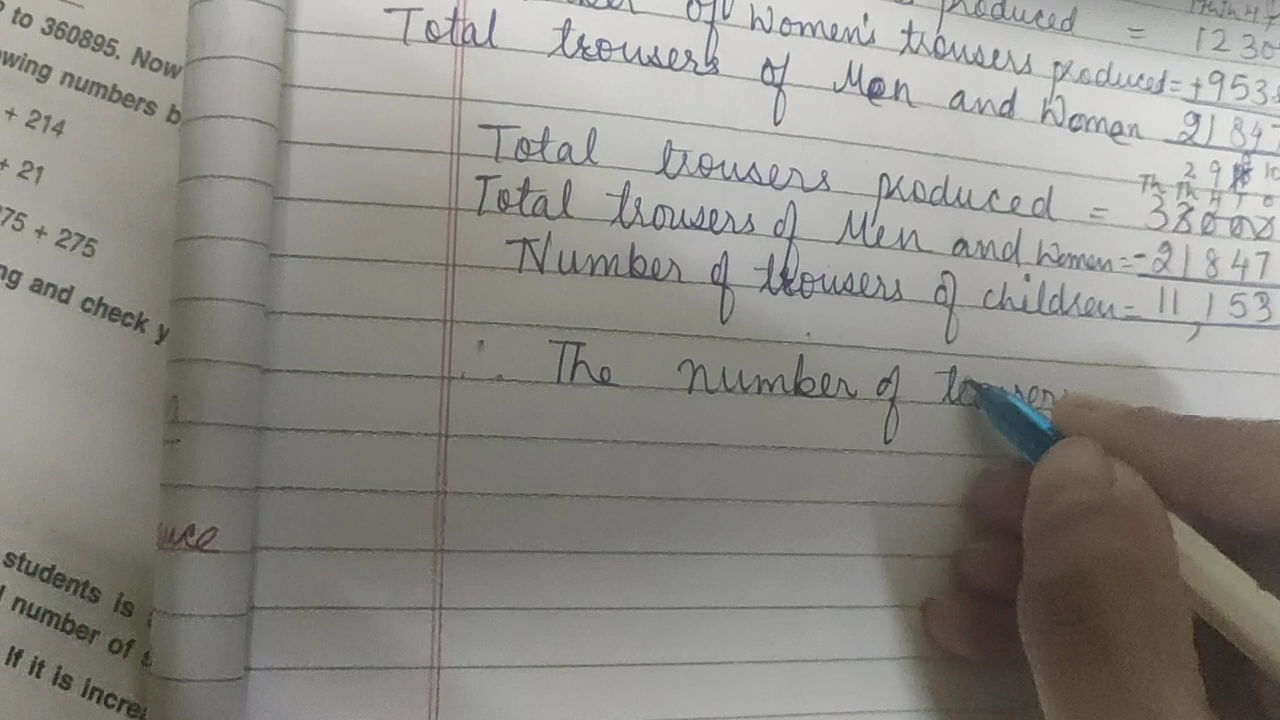 to 360895. Now
wing numbers b
+ 214
+ 21
75 + 275
ng and check y
students is
number of
If it is incre
uce
produced = 1230
of Women's trousers produced = +953
Total trousers of Men and Women 21847
Total trousers produced =
Total trousers of Men and Women = -21847
Number of trousers of children = 11,153
∴ The number of